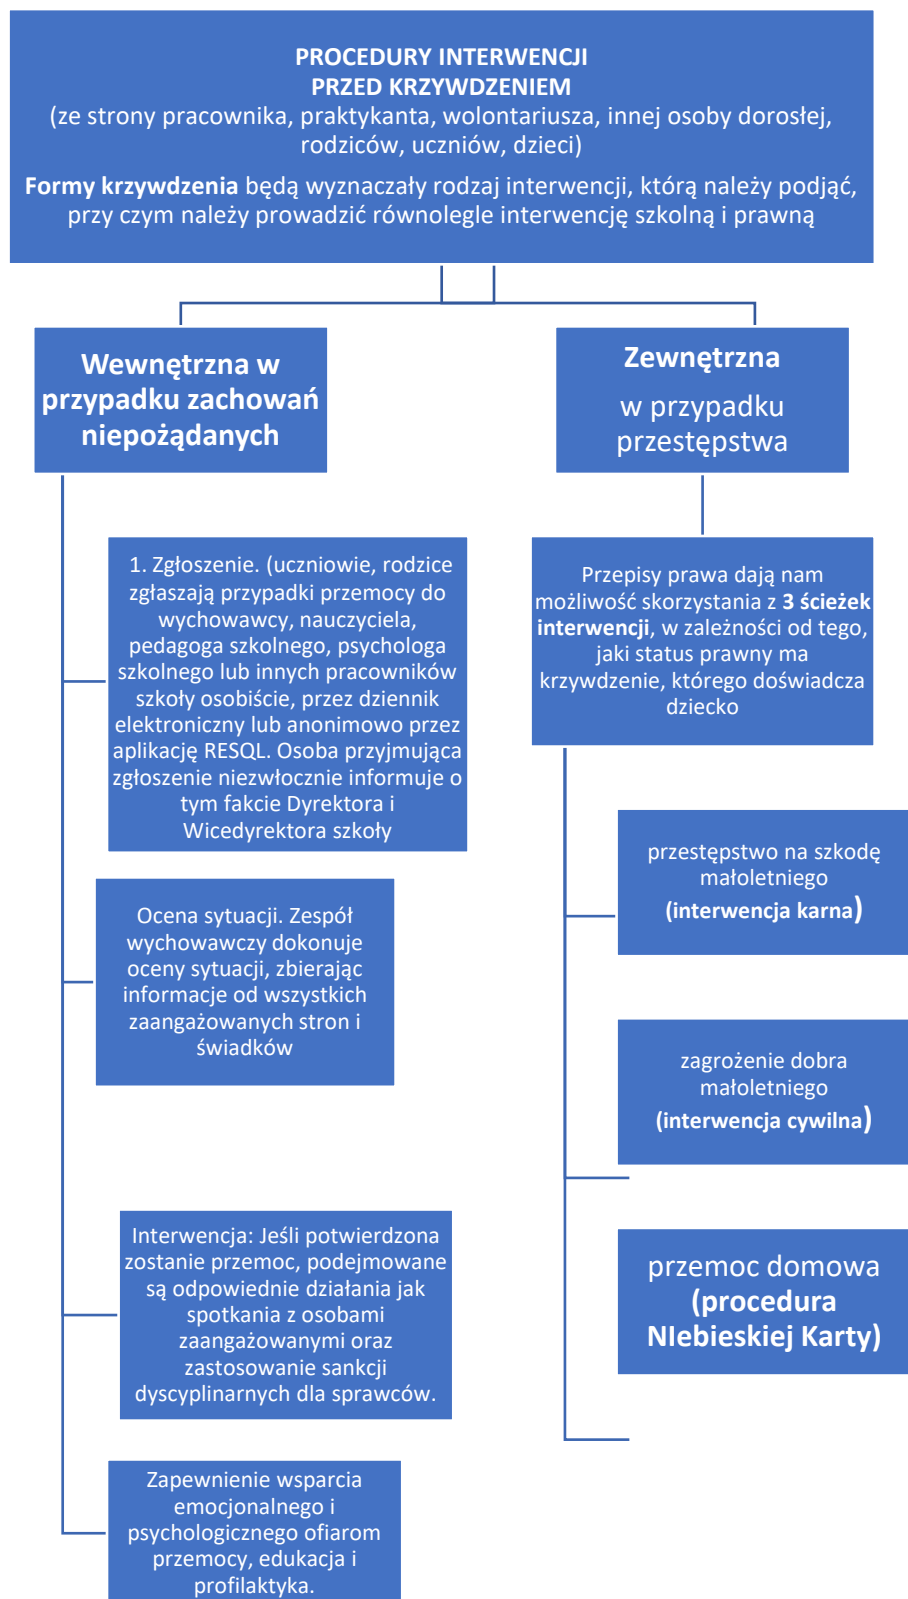 PROCEDURY INTERWENCJI
PRZED KRZYWDZENIEM
(ze strony pracownika, praktykanta, wolontariusza, innej osoby dorosłej,
rodziców, uczniów, dzieci)
Formy krzywdzenia będą wyznaczały rodzaj interwencji, którą należy podjąć,
przy czym należy prowadzić równolegle interwencję szkolną i prawną
Wewnętrzna w
przypadku zachowań
niepożądanych
1. Zgłoszenie. (uczniowie, rodzice
zgłaszają przypadki przemocy do
wychowawcy, nauczyciela,
pedagoga szkolnego, psychologa
szkolnego lub innych pracowników
szkoły osobiście, przez dziennik
elektroniczny lub anonimowo przez
aplikację RESQL. Osoba przyjmująca
zgłoszenie niezwłocznie informuje o
tym fakcie Dyrektora i
Wicedyrektora szkoły
Ocena sytuacji. Zespół
wychowawczy dokonuje
oceny sytuacji, zbierając
informacje od wszystkich
zaangażowanych stron i
świadków
Interwencja: Jeśli potwierdzona
zostanie przemoc, podejmowane
są odpowiednie działania jak
spotkania z osobami
zaangażowanymi oraz
zastosowanie sankcji
dyscyplinarnych dla sprawców.
Zapewnienie wsparcia
emocjonalnego i
psychologicznego ofiarom
przemocy, edukacja i
profilaktyka.
Zewnętrzna
w przypadku
przestępstwa
Przepisy prawa dają nam
możliwość skorzystania z 3 ścieżek
interwencji, w zależności od tego,
jaki status prawny ma
krzywdzenie, którego doświadcza
dziecko
przestępstwo na szkodę
małoletniego
(interwencja karna)
zagrożenie dobra
małoletniego
(interwencja cywilna)
przemoc domowa
(procedura
NIebieskiej Karty)